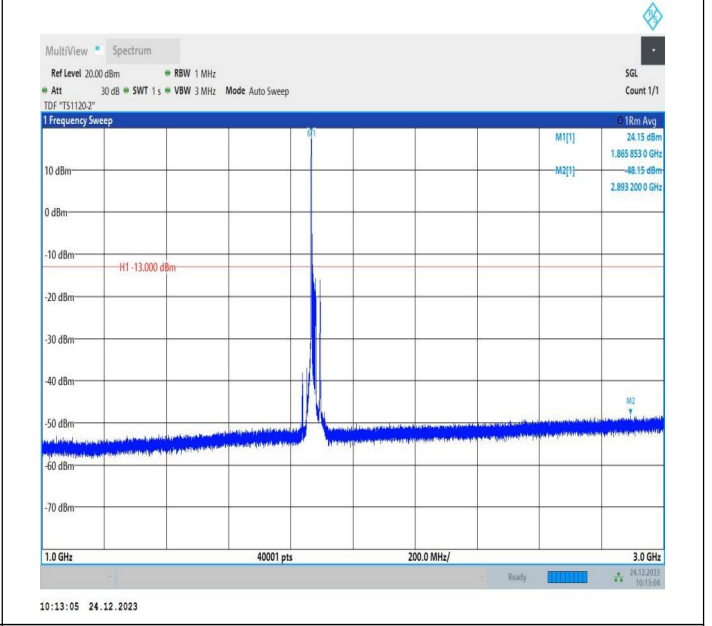 R S
MultiView Spectrum
Ref Level 20.00 dBm RBW 1 MHz SGL
Att 30 dB SWT 1 s VBW 3 MHz Mode Auto Sweep Count 1/1
TDF "TS1120-2"
1 Frequency Sweep 1Rm Avg
M1 M1[1] 24.15 dBm
1.865 853 0 GHz
10 dBm M2[1] -48.15 dBm
2.893 200 0 GHz
0 dBm
-10 dBm
H1 -13.000 dBm
-20 dBm
-30 dBm
-40 dBm
M2
-50 dBm
-60 dBm
-70 dBm
1.0 GHz 40001 pts 200.0 MHz/ 3.0 GHz
Ready 24.12.2023
10:13:04
10:13:05 24.12.2023